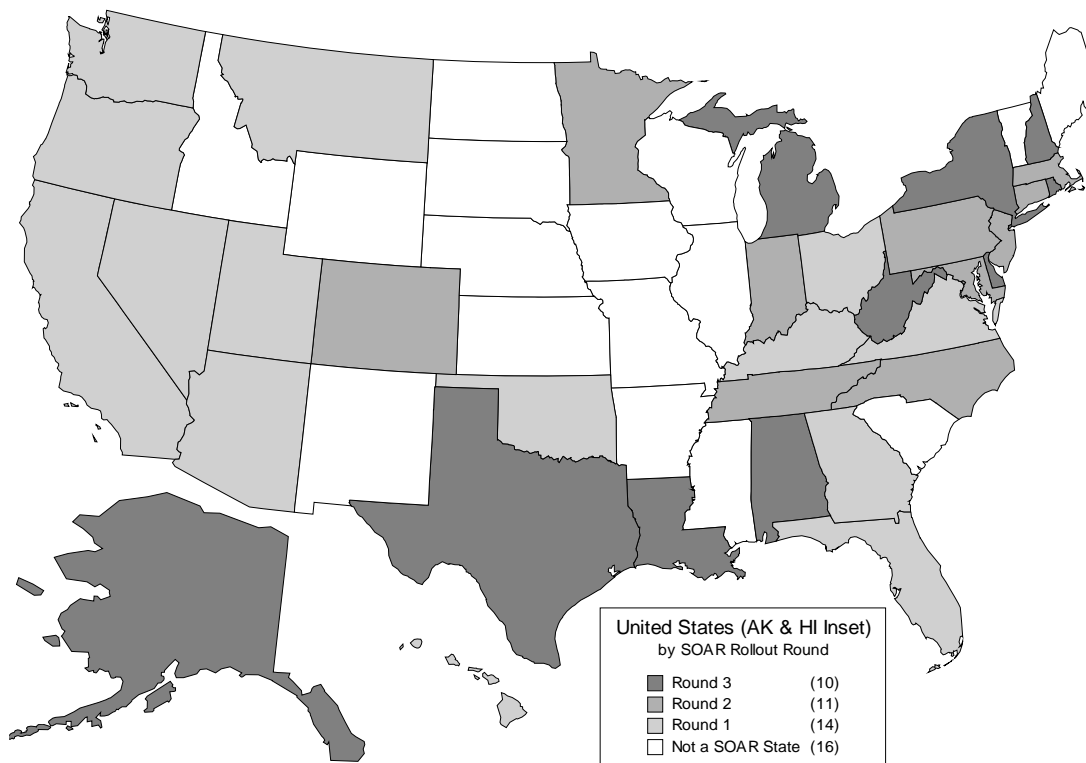 United States (AK & HI Inset)
by SOAR Rollout Round
Round 3 (10)
Round 2 (11)
Round 1 (14)
Not a SOAR State (16)